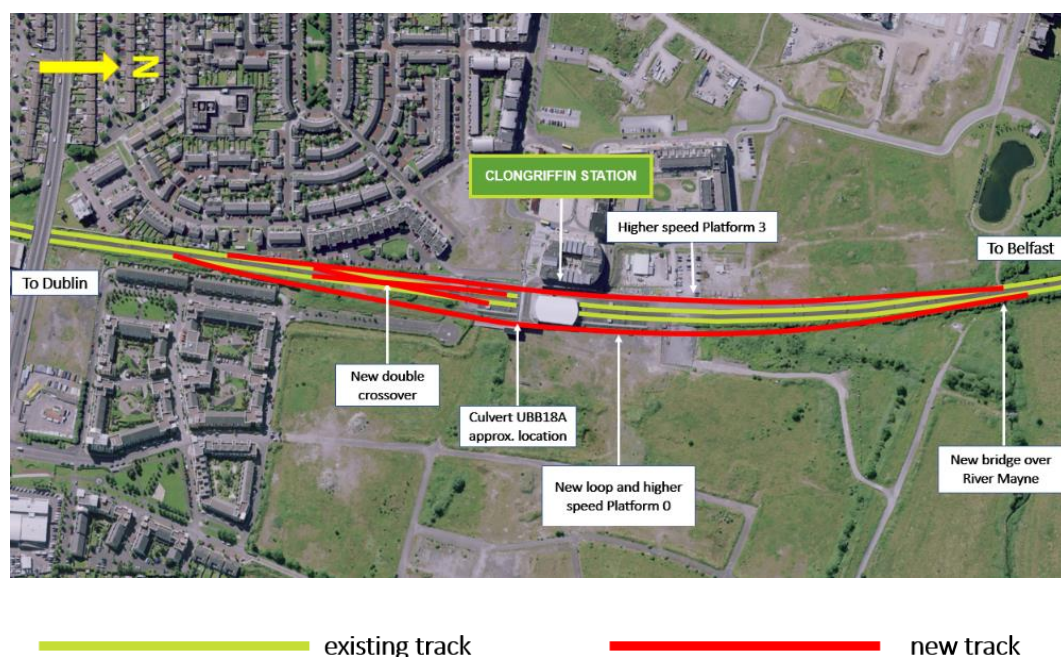 N
CLONGRIFFIN STATION
Higher speed Platform 3
To Belfast
To Dublin
New double
crossover
Culvert UBB18A
approx. location
New loop and higher
speed Platform 0
New bridge over
River Mayne
existing track
new track